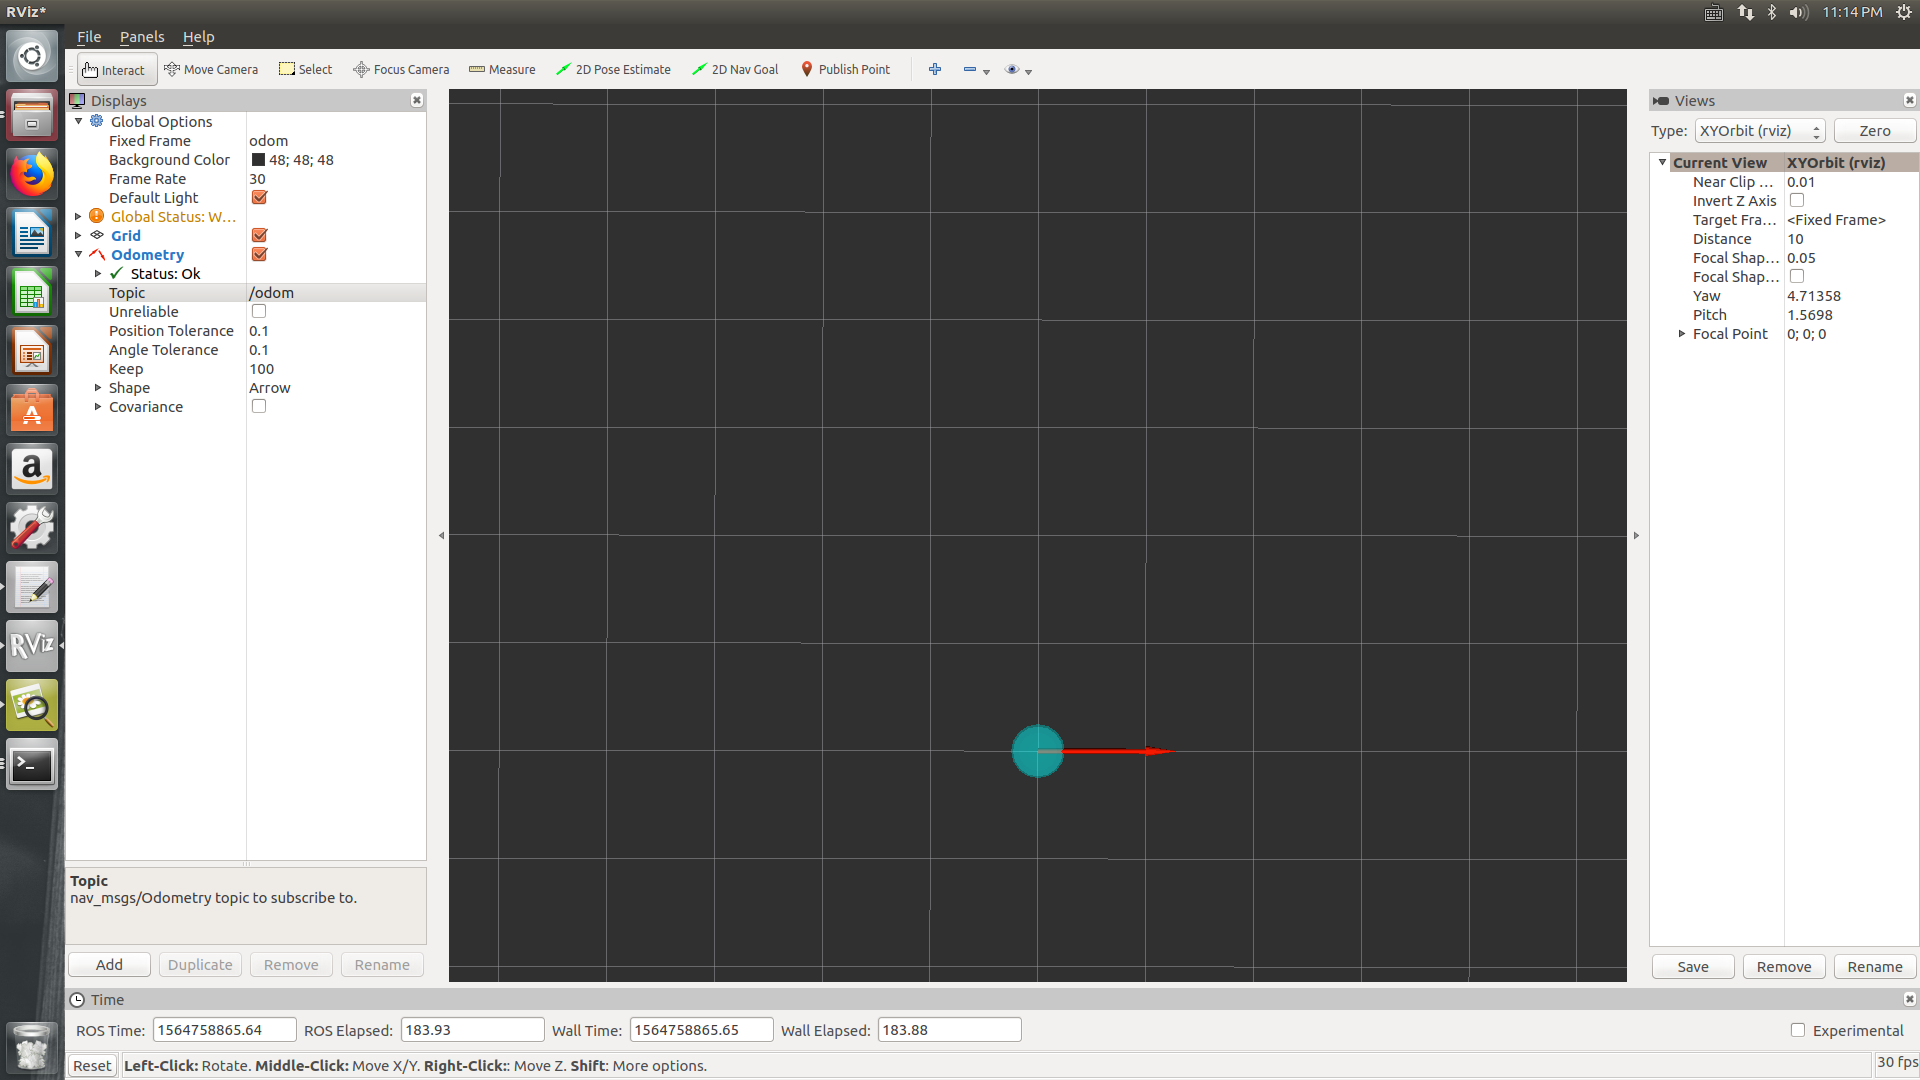 RViz*
11:14 PM
File Panels Help
Interact Move Camera Select Focus Camera Measure 2D Pose Estimate 2D Nav Goal Publish Point
Displays
Global Options
Fixed Frame odom
Background Color 48; 48; 48
Frame Rate 30
Default Light
Global Status: W...
Grid
Odometry
Status: Ok
Topic /odom
Unreliable
Position Tolerance 0.1
Angle Tolerance 0.1
Keep 100
Shape Arrow
Covariance
Topic
nav_msgs/Odometry topic to subscribe to.
Add Duplicate Remove Rename
Views
Type: XYOrbit (rviz) Zero
Current View XYOrbit (rviz)
Near Clip ... 0.01
Invert Z Axis
Target Fra... <Fixed Frame>
Distance 10
Focal Shap... 0.05
Focal Shap...
Yaw 4.71358
Pitch 1.5698
Focal Point 0; 0; 0
Save Remove Rename
Time
ROS Time: 1564758865.64 ROS Elapsed: 183.93 Wall Time: 1564758865.65 Wall Elapsed: 183.88 Experimental
Reset Left-Click: Rotate. Middle-Click: Move X/Y. Right-Click:: Move Z. Shift: More options. 30 fps
a
A
RViz
>_